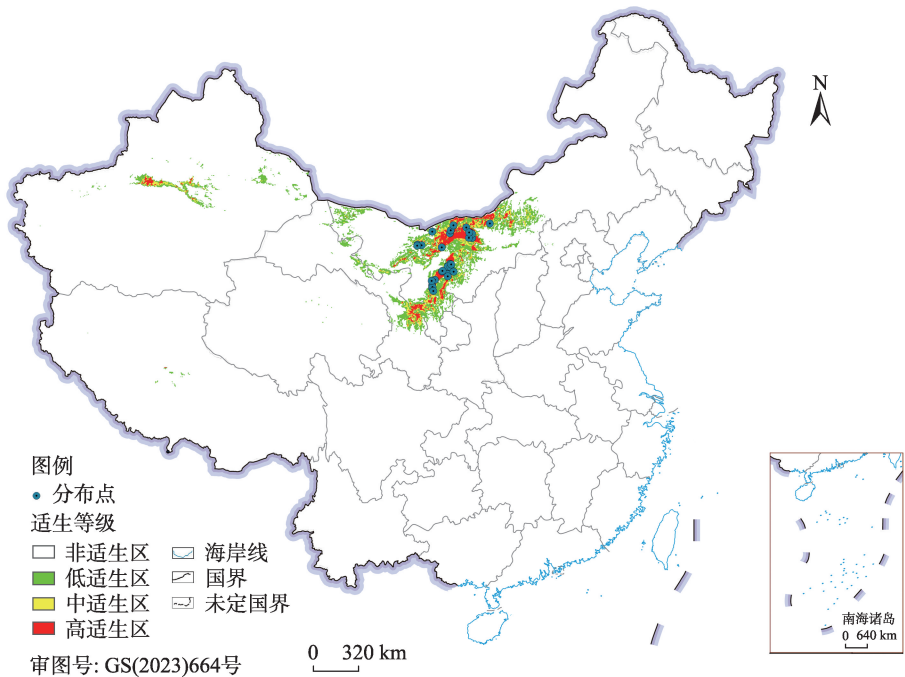 N
图例
分布点
适生等级
非适生区 海岸线
低适生区 国界
中适生区 未定国界
高适生区
审图号: GS(2023)664号
0 320 km
南海诸岛
0 640 km